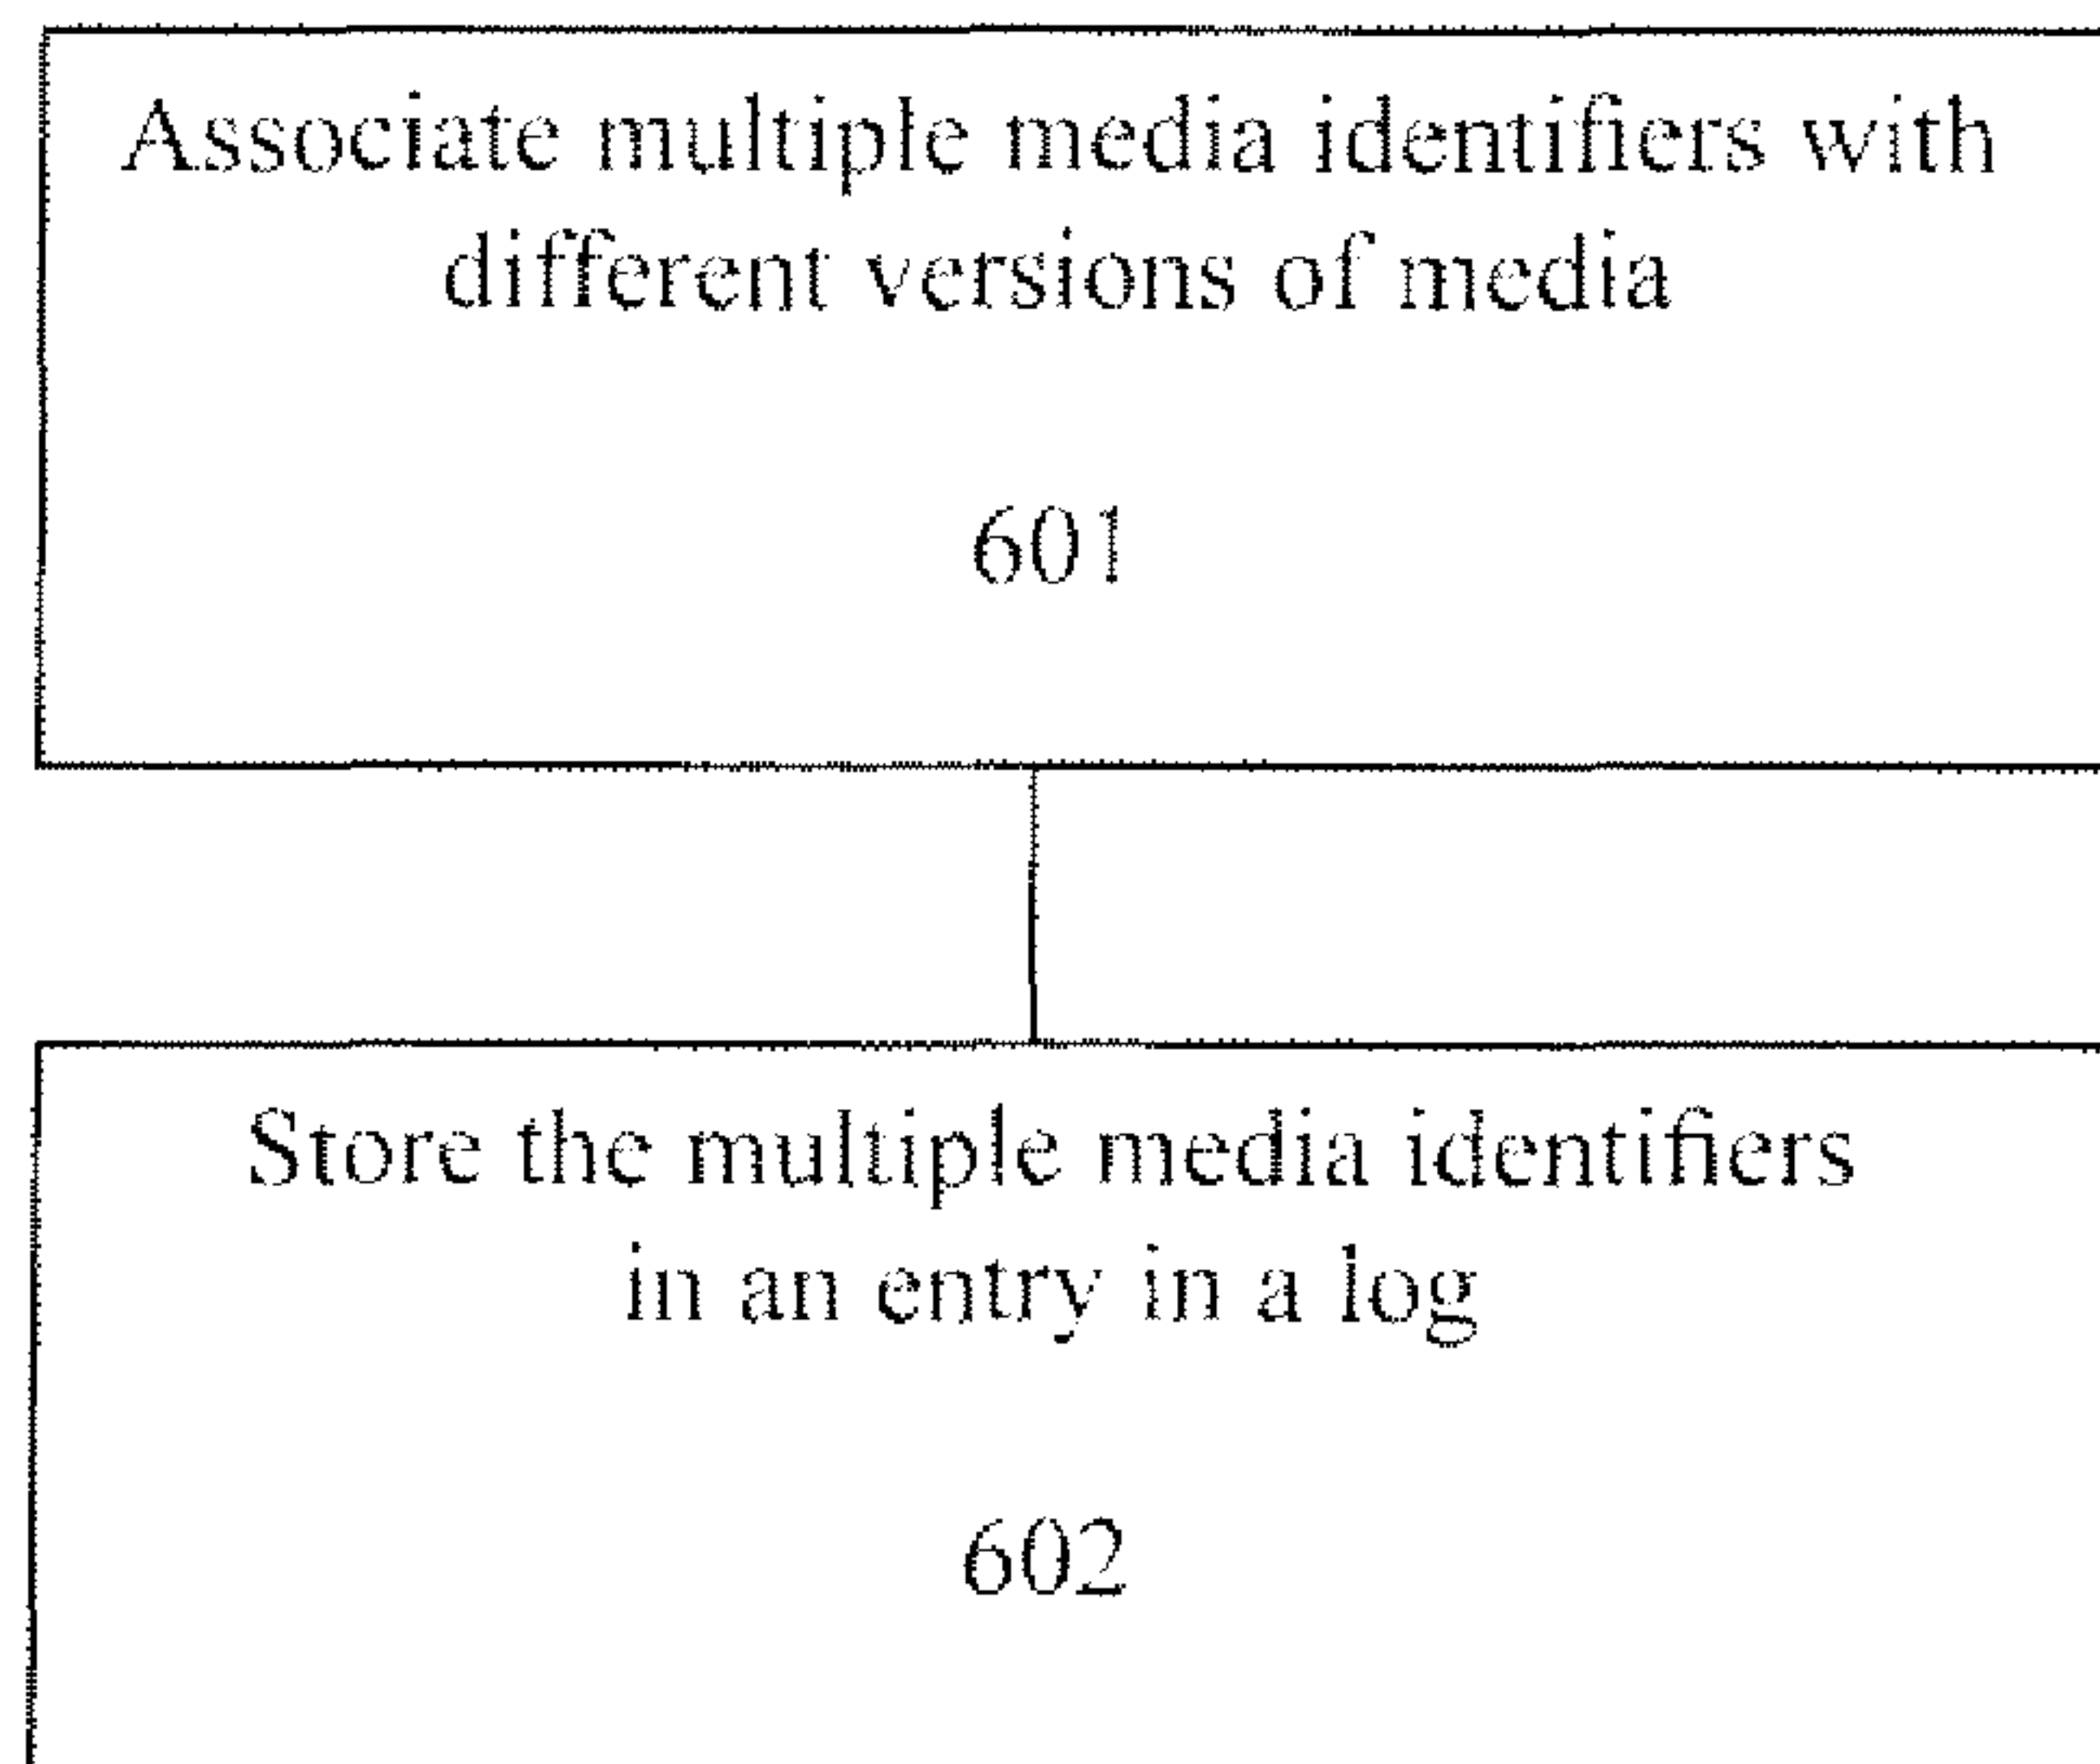 Associate multiple media identifiers with
different versions of media
601
Store the multiple media identifiers
in an entry in a log
602